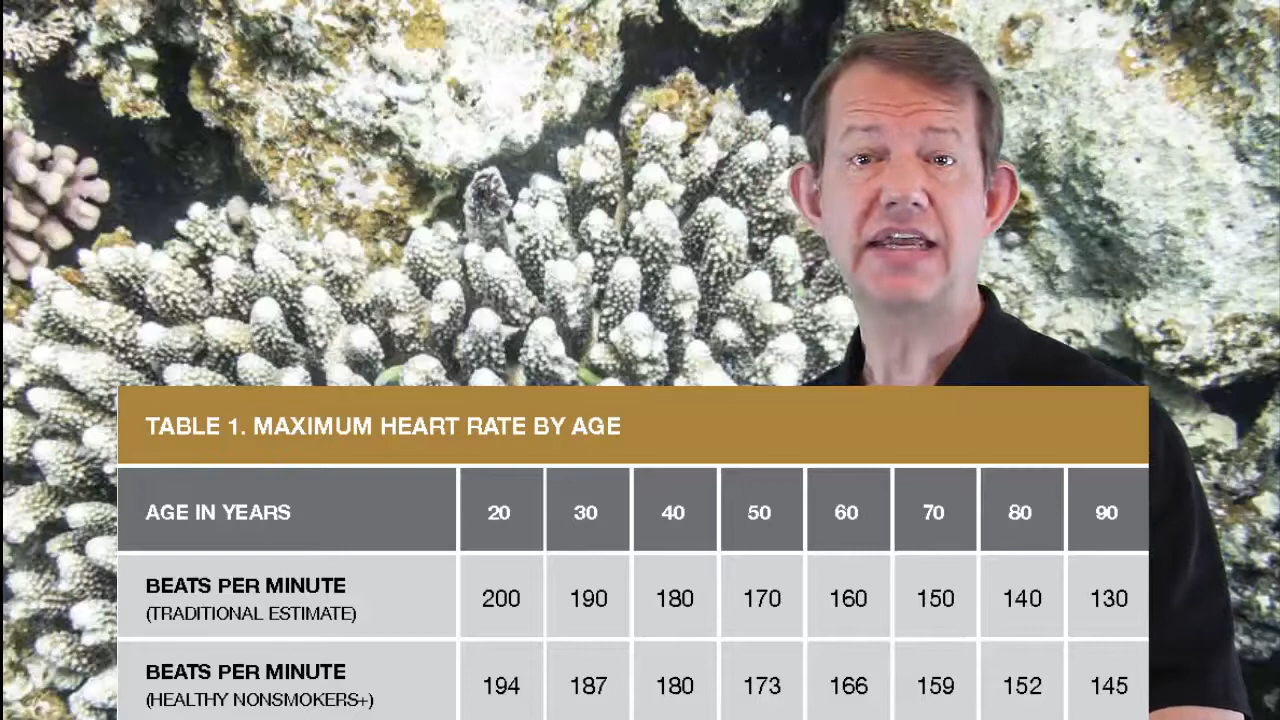 TABLE 1. MAXIMUM HEART RATE BY AGE
AGE IN YEARS 20 30 40 50 60 70 80 90
BEATS PER MINUTE
(TRADITIONAL ESTIMATE) 200 190 180 170 160 150 140 130
BEATS PER MINUTE
(HEALTHY NONSMOKERS+) 194 187 180 173 166 159 152 145